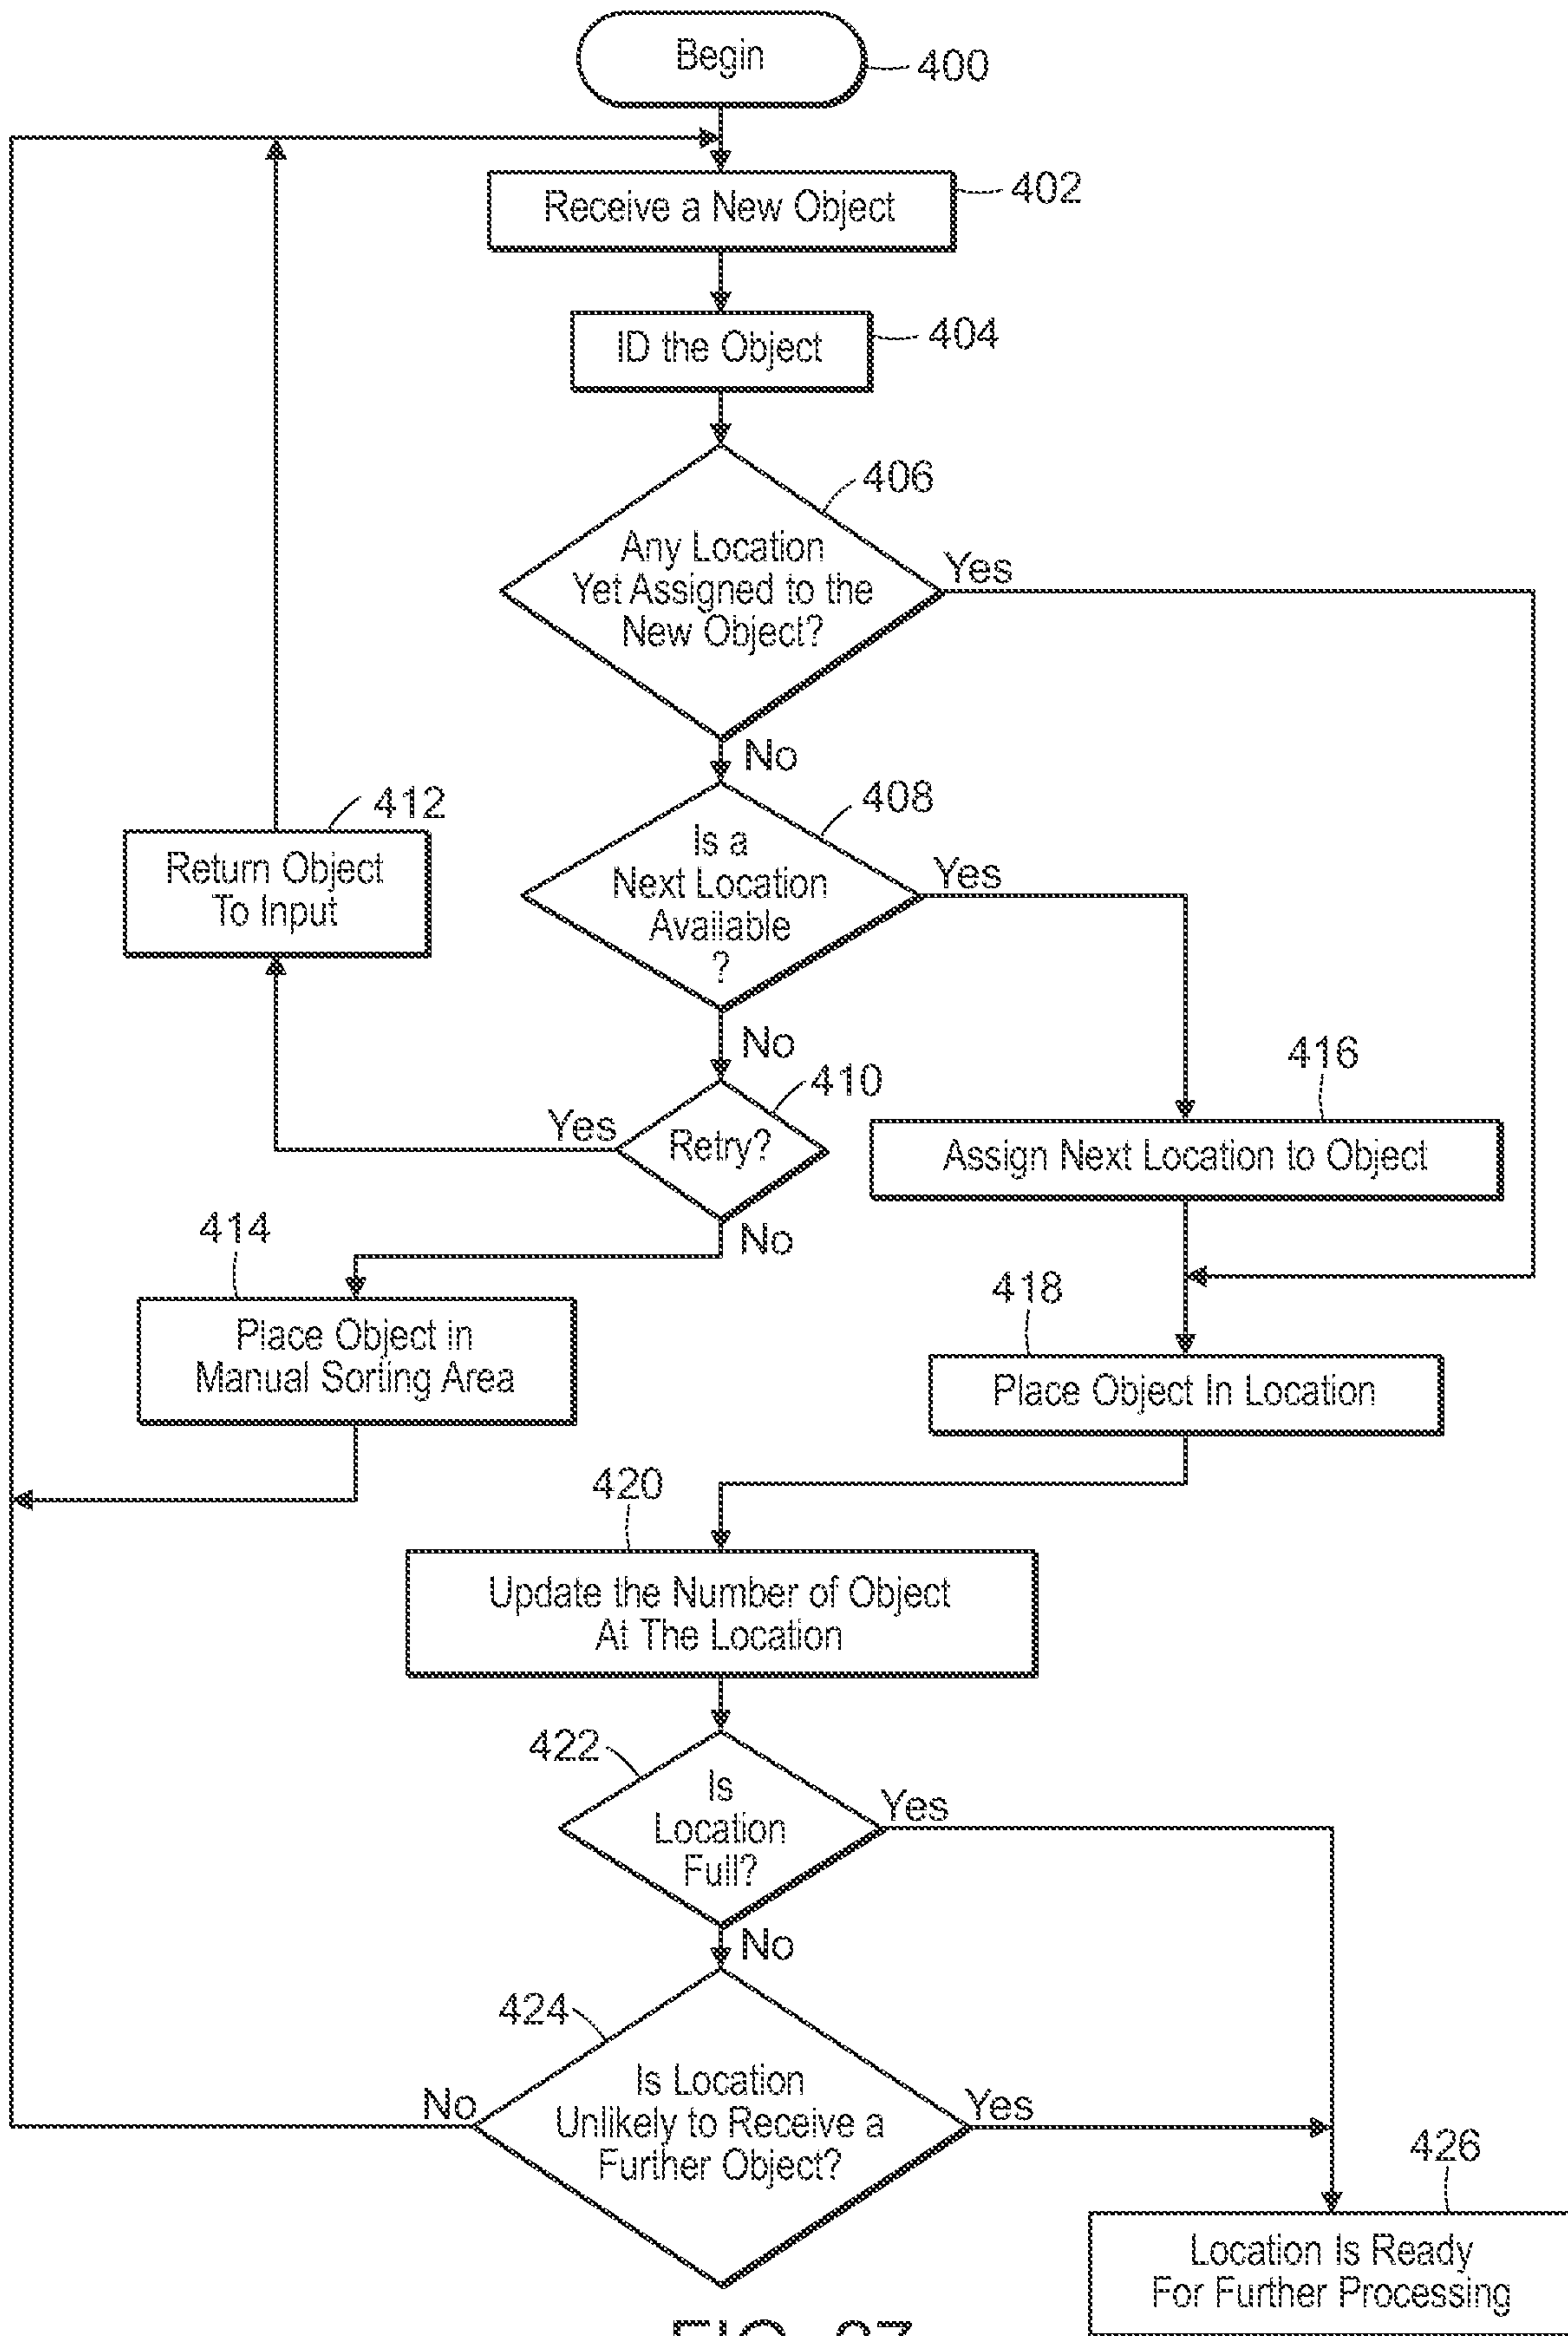 Begin
400
Receive a New Object
402
ID the Object
404
406
Any Location
Yet Assigned to the
New Object?
Yes
No
412
Return Object
To Input
408
Is a
Next Location
Available
?
Yes
No
410
Retry?
Yes
No
416
Assign Next Location to Object
414
Place Object in
Manual Sorting Area
418
Place Object In Location
420
Update the Number of Object
At The Location
422
Is
Location
Full?
Yes
No
424
Is Location
Unlikely to Receive a
Further Object?
No
Yes
426
Location Is Ready
For Further Processing